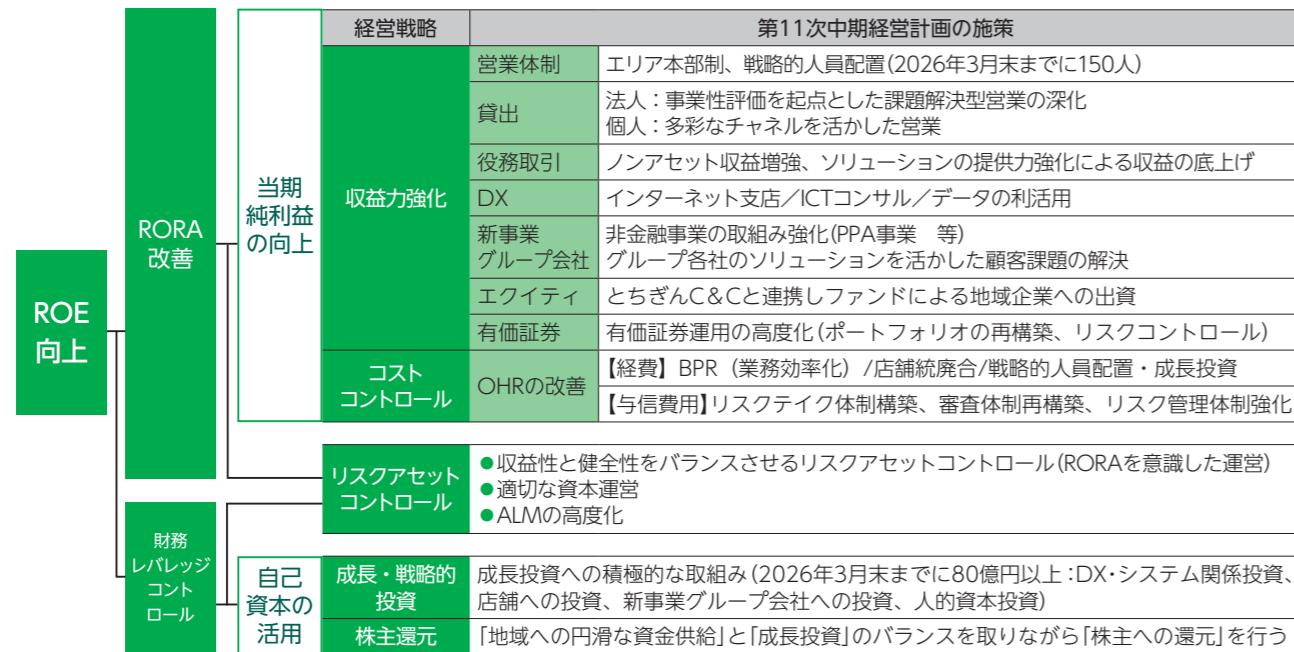 ROE
向上
RORA
改善
当期
純利益
の向上
経営戦略
第11次中期経営計画の施策
収益力強化
営業体制
エリア本部制、戦略的人員配置(2026年3月末までに150人)
貸出
法人：事業性評価を起点とした課題解決型営業の深化
個人：多彩なチャネルを活かした営業
役務取引
ノンアセット収益増強、ソリューションの提供力強化による収益の底上げ
DX
インターネット支店／ICTコンサル／データの利活用
新事業
グループ会社
非金融事業の取組み強化(PPA事業　等)
グループ各社のソリューションを活かした顧客課題の解決
エクイティ
とちぎんC＆Cと連携しファンドによる地域企業への出資
有価証券
有価証券運用の高度化(ポートフォリオの再構築、リスクコントロール)
コスト
コントロール
OHRの改善
【経費】BPR（業務効率化）/店舗統廃合/戦略的人員配置・成長投資
【与信費用】リスクテイク体制構築、審査体制再構築、リスク管理体制強化
リスクアセット
コントロール
●収益性と健全性をバランスさせるリスクアセットコントロール(RORAを意識した運営)
●適切な資本運営
●ALMの高度化
財務
レバレッジ
コント
ロール
自己
資本の
活用
成長・戦略的
投資
成長投資への積極的な取組み(2026年3月末までに80億円以上：DX・システム関係投資、
店舗への投資、新事業グループ会社への投資、人的資本投資)
株主還元
「地域への円滑な資金供給」と「成長投資」のバランスを取りながら「株主への還元」を行う